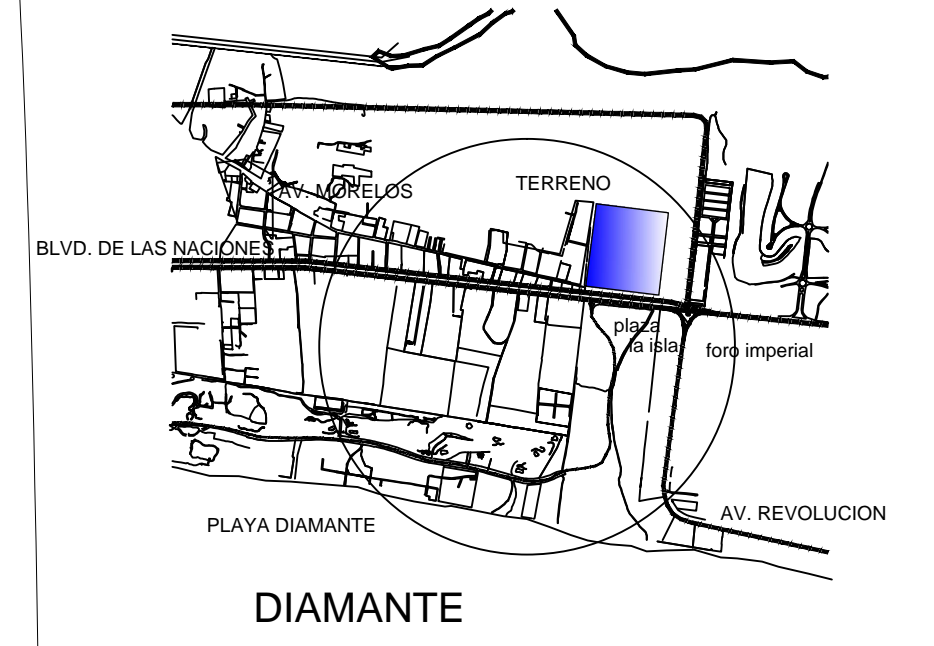 TERRENO
AV. MORELOS
BLVD. DE LAS NACIONES
plaza
la isla
foro imperial
AV. REVOLUCION
PLAYA DIAMANTE
DIAMANTE